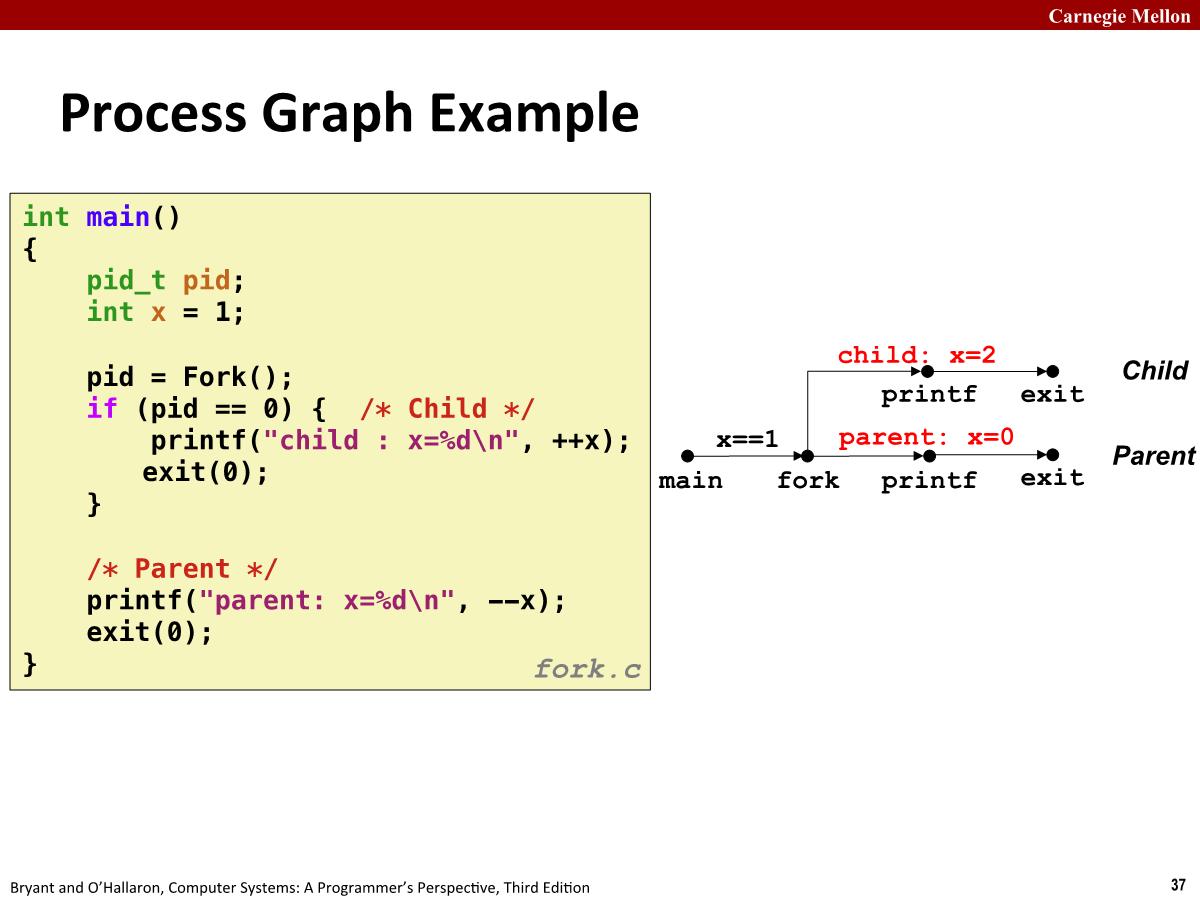 Carnegie Mellon
Process Graph Example
int main()
{
    pid_t pid;
    int x = 1;

    pid = Fork();
    if (pid == 0) {  /* Child */
        printf("child : x=%d\n", ++x);
        exit(0);
    }

    /* Parent */
    printf("parent: x=%d\n", --x);
    exit(0);
}
fork.c
child: x=2
Child
printf exit
x==1 parent: x=0
Parent
main fork printf exit
Bryant and O’Hallaron, Computer Systems: A Programmer’s Perspective, Third Edition
37